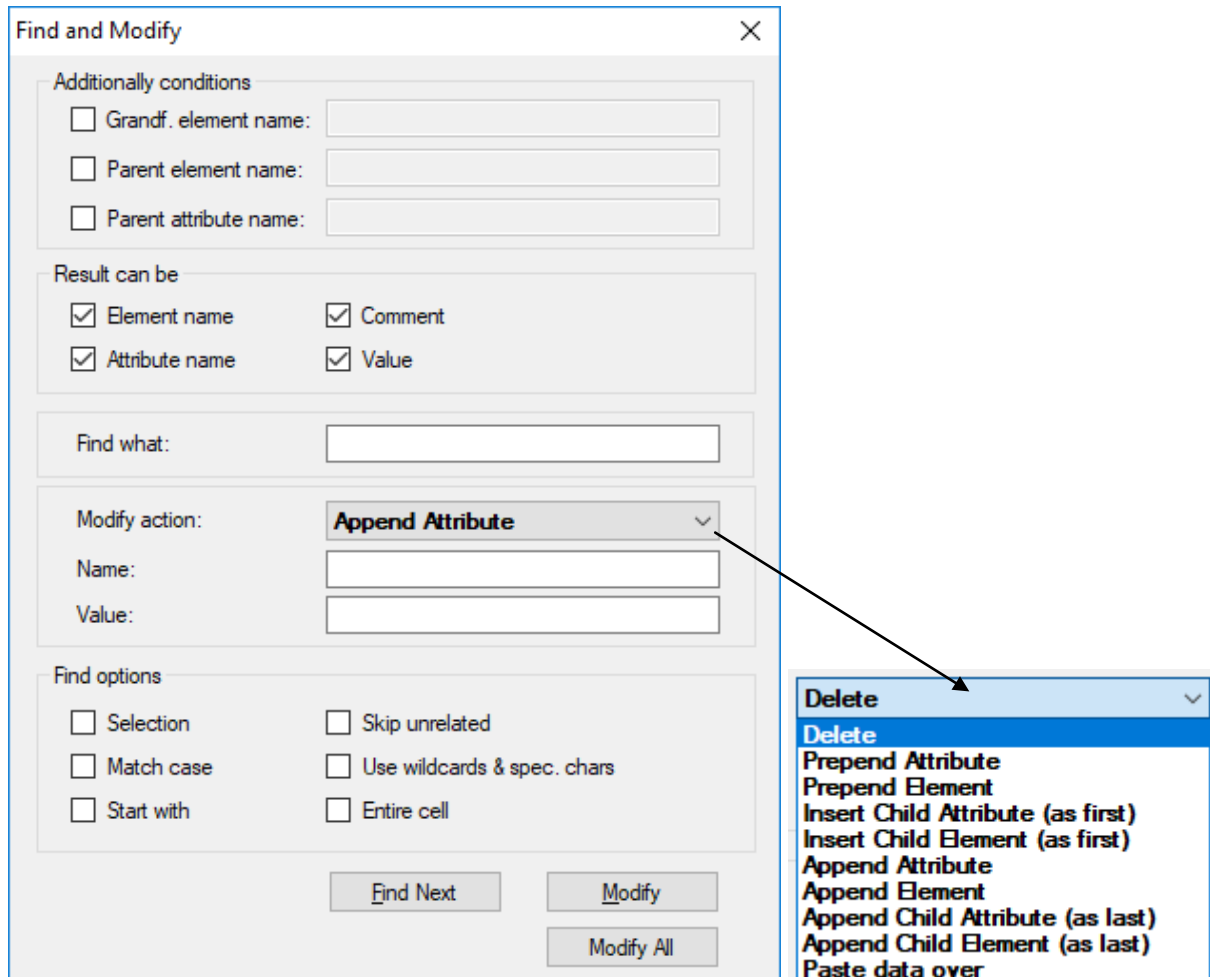 Find and Modify
Additionally conditions
Grandf. element name:
Parent element name:
Parent attribute name:
Result can be
Element name
Comment
Attribute name
Value
Find what:
Modify action:
Append Attribute
Name:
Value:
Find options
Selection
Skip unrelated
Match case
Use wildcards & spec. chars
Start with
Entire cell
Find Next
Modify
Modify All
Delete
Delete
Prepend Attribute
Prepend Element
Insert Child Attribute (as first)
Insert Child Element (as first)
Append Attribute
Append Element
Append Child Attribute (as last)
Append Child Element (as last)
Paste data over